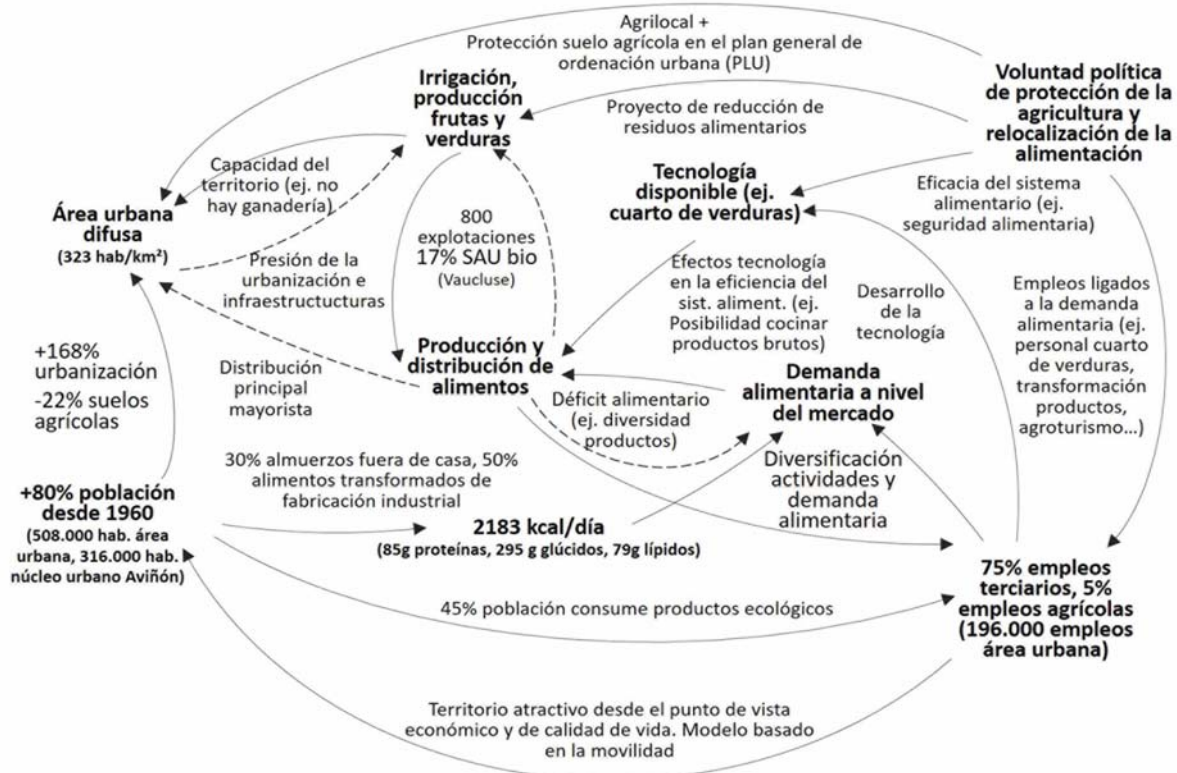 Agrilocal +
Protección suelo agrícola en el plan general de
ordenación urbana (PLU)
Irrigación,
producción
frutas y
verduras
Voluntad política
de protección de la
agricultura y
relocalización de la
alimentación
Proyecto de reducción de
residuos alimentarios
Capacidad del
territorio (ej. no
hay ganadería)
Tecnología
disponible (ej.
cuarto de verduras)
Eficacia del sistema
alimentario (ej.
seguridad alimentaria)
Área urbana
difusa
(323 hab/km²)
800
explotaciones
17% SAU bio
(Vaucluse)
Presión de la
urbanización e
infraestructucturas
Efectos tecnología
en la eficiencia del
sist. aliment. (ej.
Posibilidad cocinar
productos brutos)
Desarrollo
de la
tecnología
Empleos ligados
a la demanda
alimentaria (ej.
personal cuarto
de verduras,
transformación
productos,
agroturismo...)
+168%
urbanización
-22% suelos
agrícolas
Distribución
principal
mayorista
Producción y
distribución de
alimentos
Déficit alimentario
(ej. diversidad
productos)
Demanda
alimentaria a nivel
del mercado
Diversificación
actividades y
demanda
alimentaria
30% almuerzos fuera de casa, 50%
alimentos transformados de
fabricación industrial
+80% población
desde 1960
(508.000 hab. área
urbana, 316.000 hab.
núcleo urbano Aviñón)
2183 kcal/día
(85g proteínas, 295 g glúcidos, 79g lípidos)
75% empleos
terciarios, 5%
empleos agrícolas
(196.000 empleos
área urbana)
45% población consume productos ecológicos
Territorio atractivo desde el punto de vista
económico y de calidad de vida. Modelo basado
en la movilidad